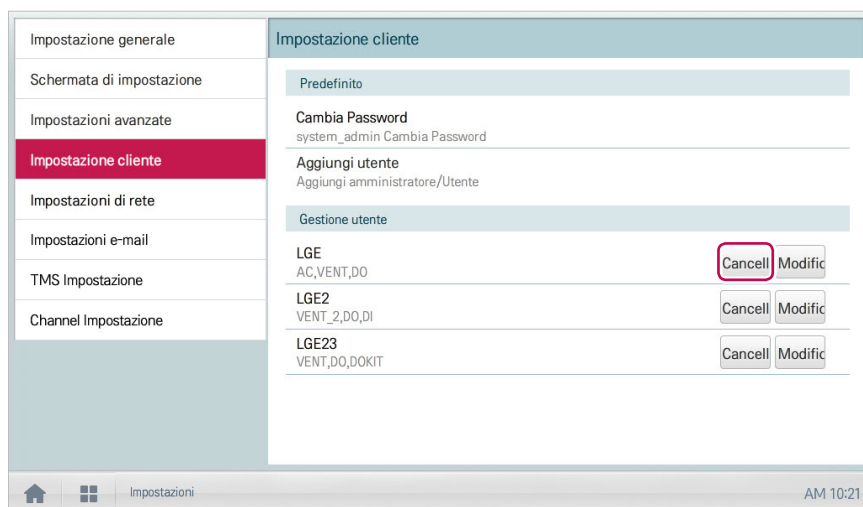 Impostazione generale
Schermata di impostazione
Impostazioni avanzate
Impostazione cliente
Impostazioni di rete
Impostazioni e-mail
TMS Impostazione
Channel Impostazione
Impostazione cliente
Predefinito
Cambia Password
system_admin Cambia Password
Aggiungi utente
Aggiungi amministratore/Utente
Gestione utente
LGE
AC,VENT,DO
Cancell Modific
LGE2
VENT_2,DO,DI
Cancell Modific
LGE23
VENT,DO,DOKIT
Cancell Modific
Impostazioni
AM 10:21